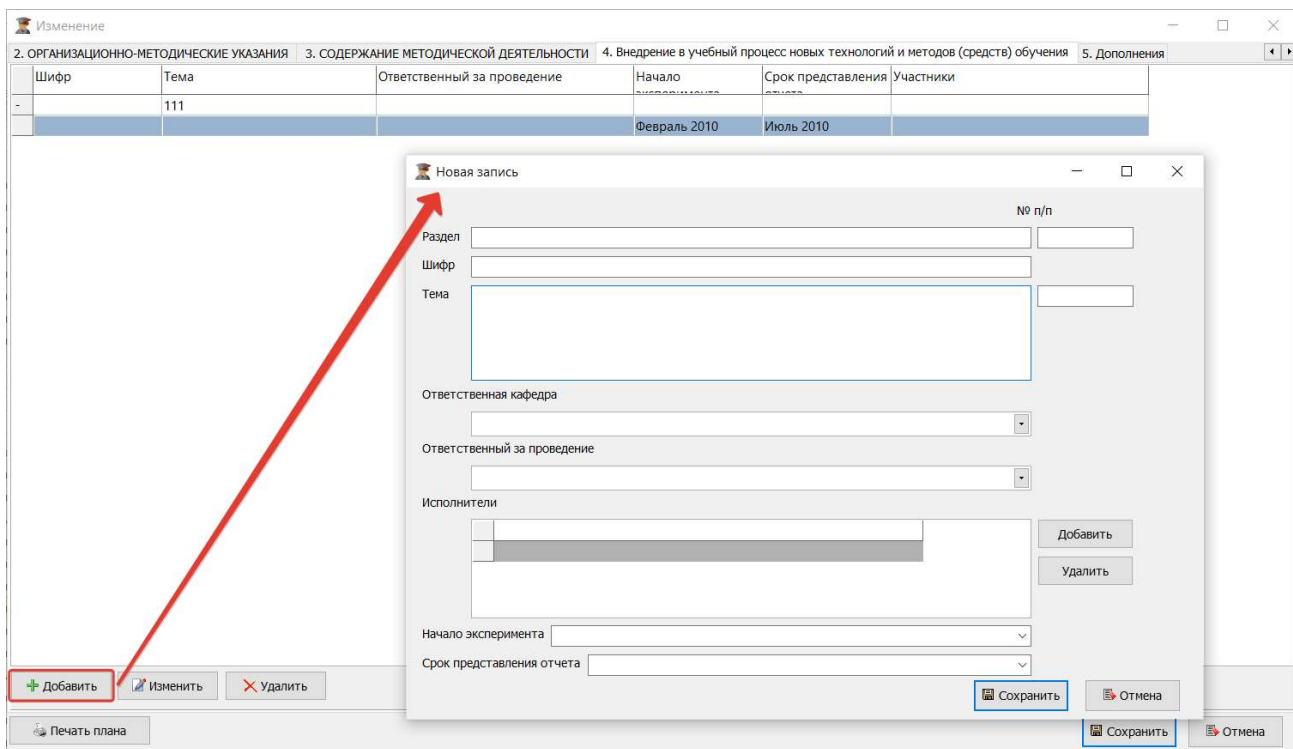 Изменение
2. ОРГАНИЗАЦИОННО-МЕТОДИЧЕСКИЕ УКАЗАНИЯ 3. СОДЕРЖАНИЕ МЕТОДИЧЕСКОЙ ДЕЯТЕЛЬНОСТИ 4. Внедрение в учебный процесс новых технологий и методов (средств) обучения 5. Дополнения
Шифр Тема Ответственный за проведение Начало эксперимента Срок представления отчета Участники
- 111
Февраль 2010 Июль 2010
Новая запись
№ п/п
Раздел
Шифр
Тема
Ответственная кафедра
Ответственный за проведение
Исполнители
Добавить
Удалить
Начало эксперимента
Срок представления отчета
Сохранить Отмена
Добавить Изменить Удалить
Печать плана Сохранить Отмена